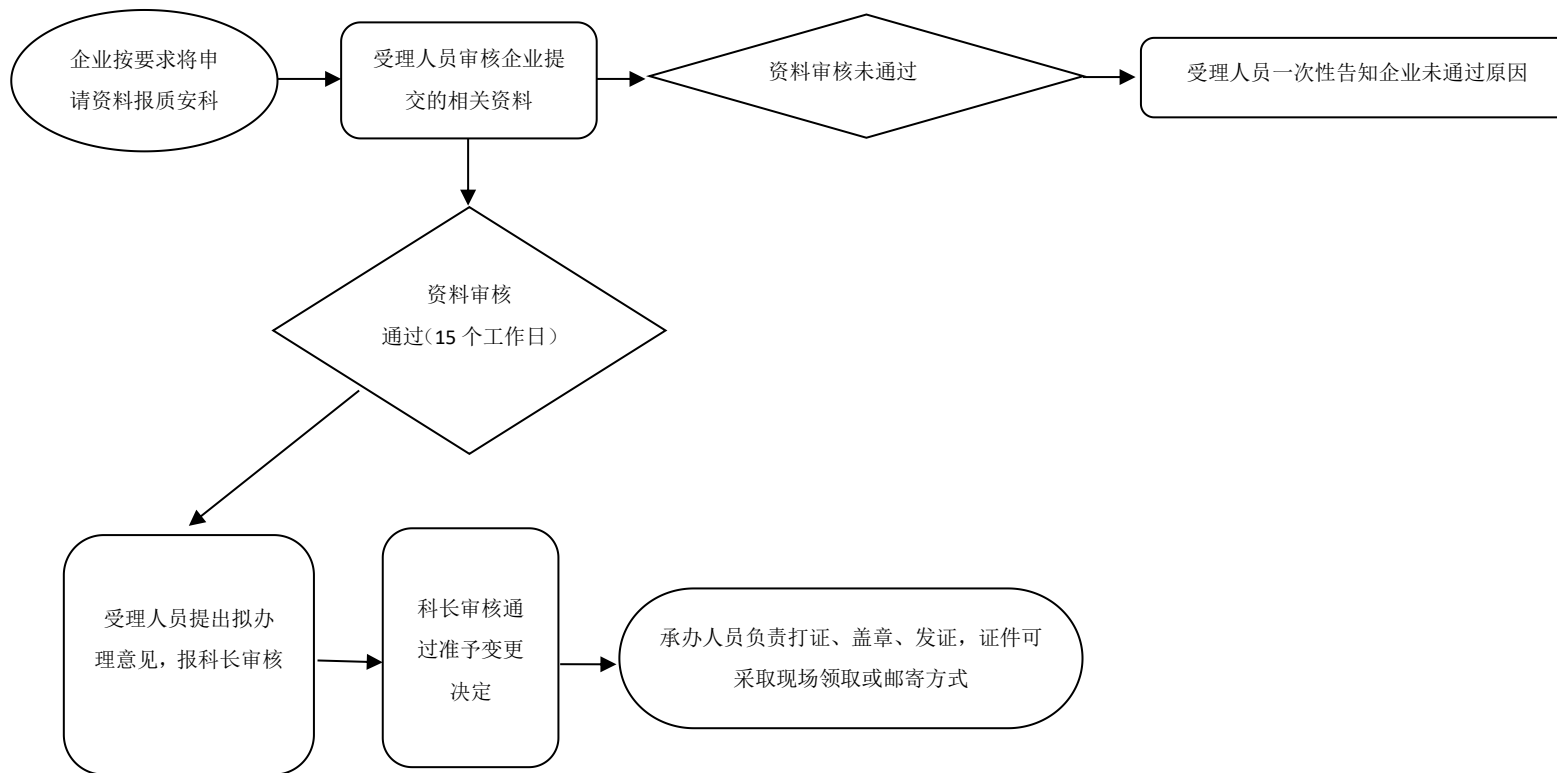 企业按要求将申
请资料报质安科
受理人员审核企业提
交的相关资料
资料审核未通过
受理人员一次性告知企业未通过原因
资料审核
通过（15 个工作日）
受理人员提出拟办
理意见，报科长审核
科长审核通
过准予变更
决定
承办人员负责打证、盖章、发证，证件可
采取现场领取或邮寄方式